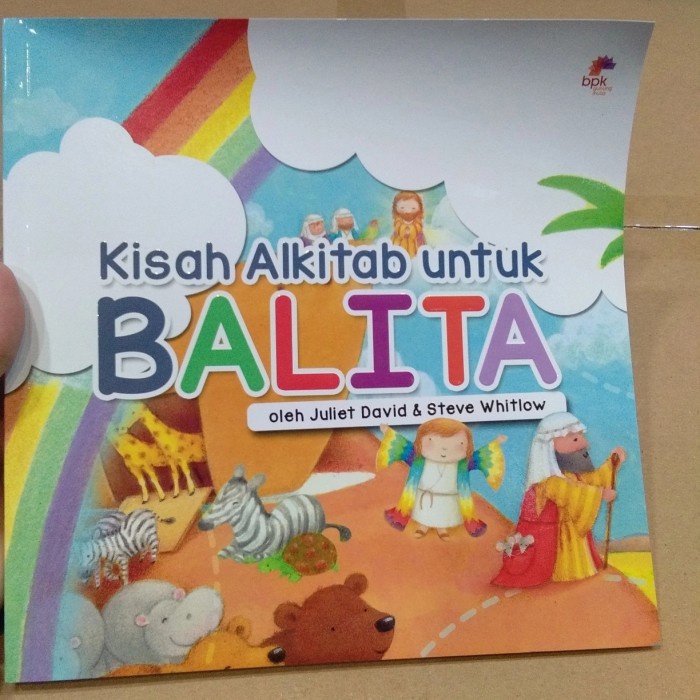 bpk
Kisah Alkitab untuk
BALITA
oleh Juliet David & Steve Whitlow